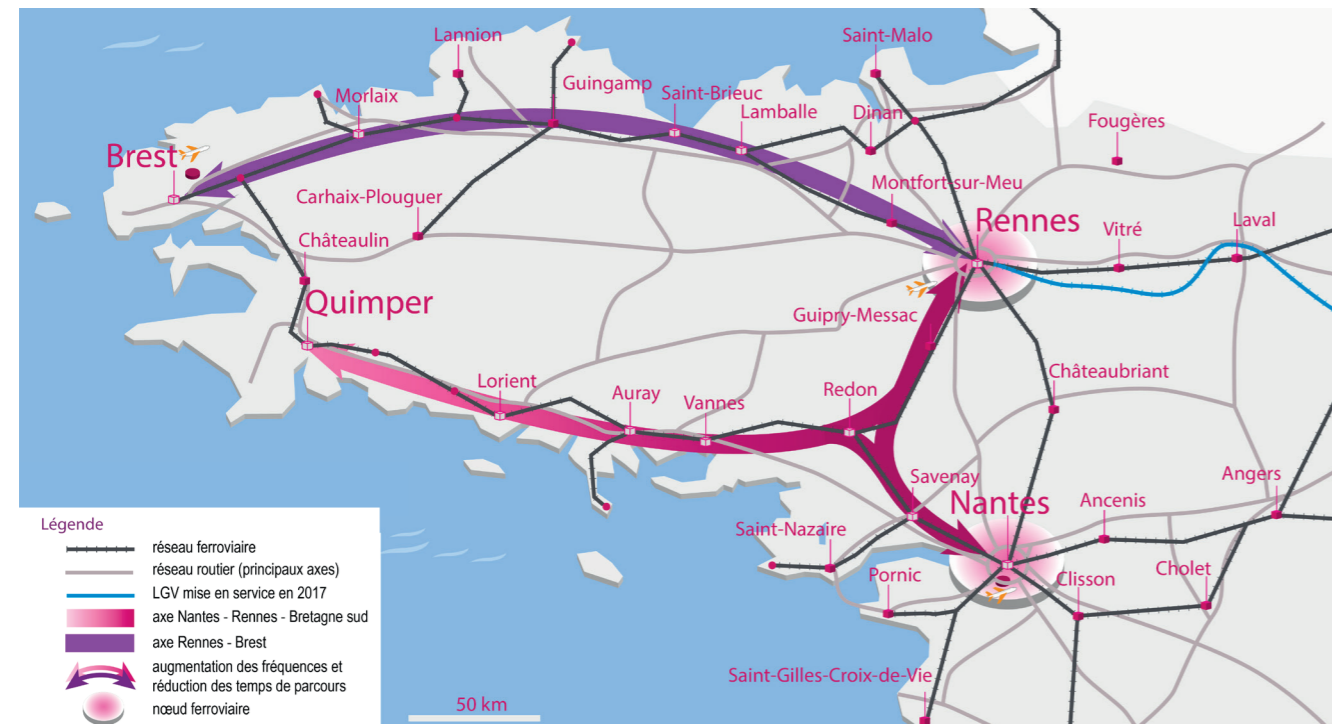 Lannion
Saint-Malo
Guingamp
Morlaix
Saint-Brieuc
Lamballe
Dinan
Fougères
Brest
Carhaix-Plouguer
Montfort-sur-Meu
Rennes
Vitré
Laval
Châteaulin
Quimper
Guipry-Messac
Lorient
Auray
Vannes
Redon
Châteaubriant
Savenay
Nantes
Ancenis
Angers
Saint-Nazaire
Pornic
Clisson
Cholet
Saint-Gilles-Croix-de-Vie
Légende
réseau ferroviaire
réseau routier (principaux axes)
LGV mise en service en 2017
axe Nantes - Rennes - Bretagne sud
axe Rennes - Brest
augmentation des fréquences et
réduction des temps de parcours
nœud ferroviaire
50 km